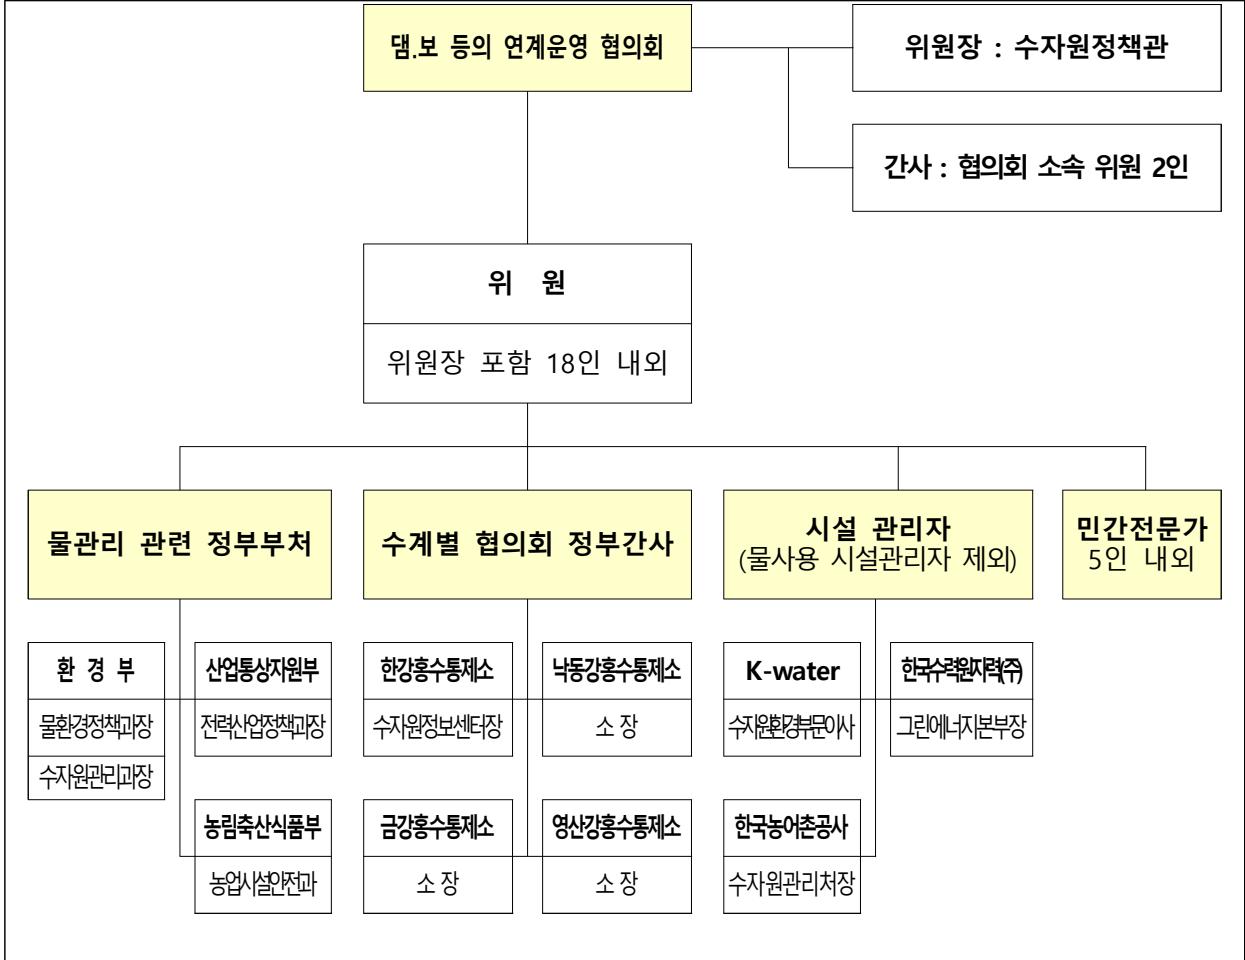 댐.보 등의 연계운영 협의회
위원장 : 수자원정책관
간사 : 협의회 소속 위원 2인
위 원
위원장 포함 18인 내외
물관리 관련 정부부처
수계별 협의회 정부간사
시설 관리자
(물사용 시설관리자 제외)
민간전문가
5인 내외
환 경 부
물환경정책과장
수자원관리과장
산업통상자원부
전력산업정책과장
농림축산식품부
농업시설안전과
한강홍수통제소
수자원정보센터장
낙동강홍수통제소
소 장
금강홍수통제소
소 장
영산강홍수통제소
소 장
K-water
수자원환경부문이사
한국수력원자력(주)
그린에너지본부장
한국농어촌공사
수자원관리처장